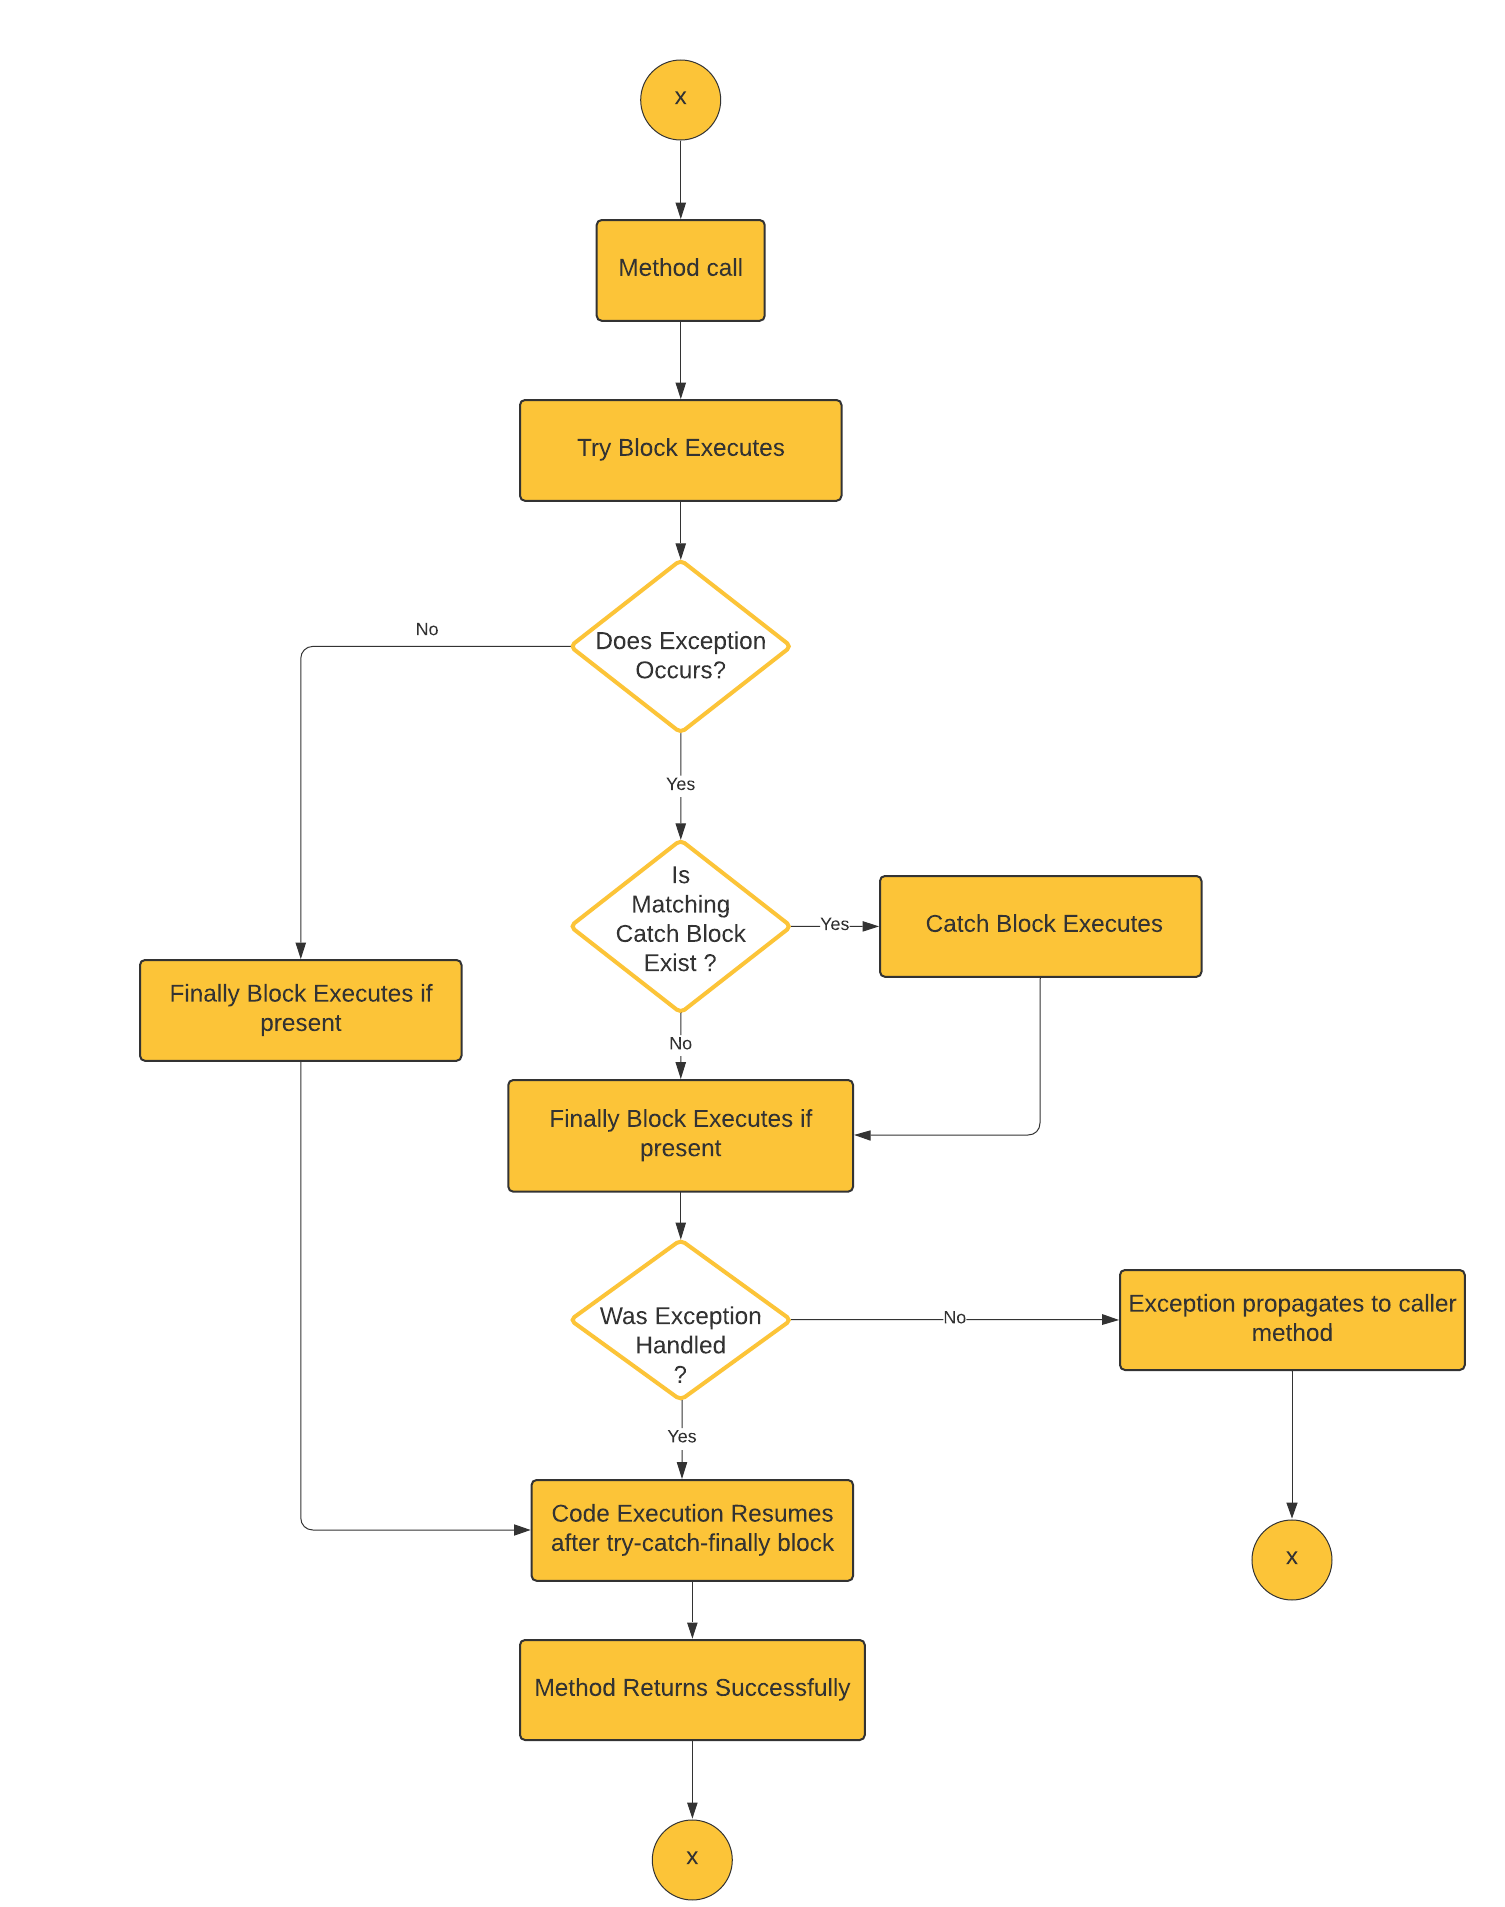 x
Method call
Try Block Executes
Does Exception
Occurs?
No
Yes
Is
Matching
Catch Block
Exist ?
Yes
Catch Block Executes
No
Finally Block Executes if
present
Finally Block Executes if
present
Was Exception
Handled
?
No
Exception propagates to caller
method
Yes
Code Execution Resumes
after try-catch-finally block
x
Method Returns Successfully
x